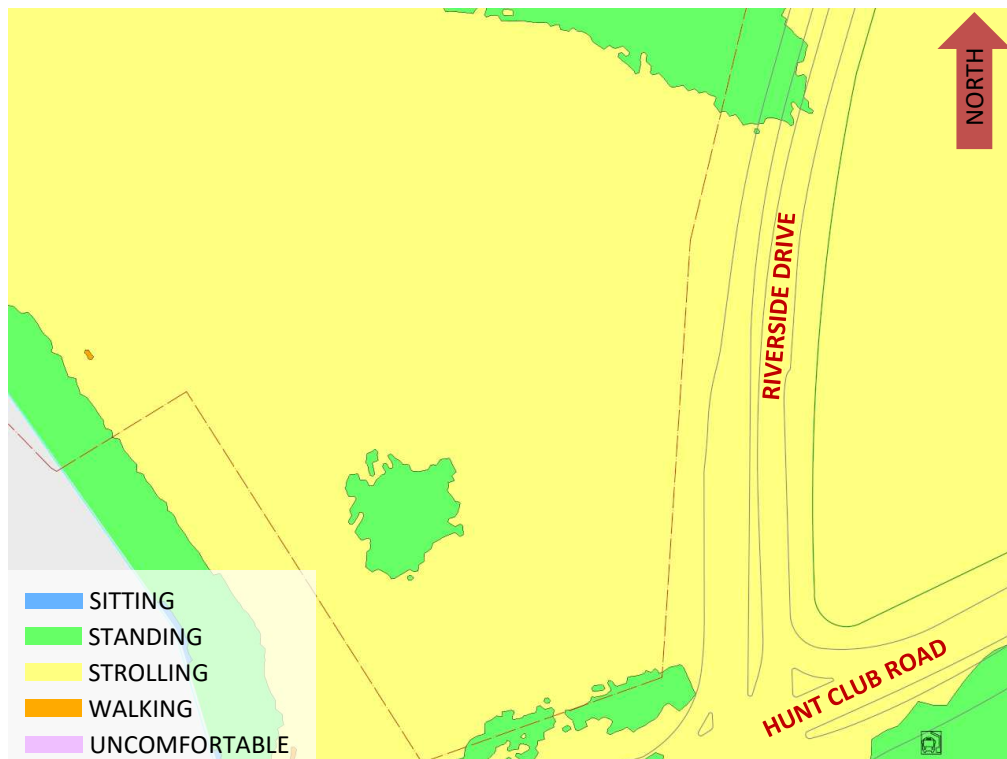 NORTH
RIVERSIDE DRIVE
SITTING
STANDING
STROLLING
WALKING
UNCOMFORTABLE
HUNT CLUB ROAD